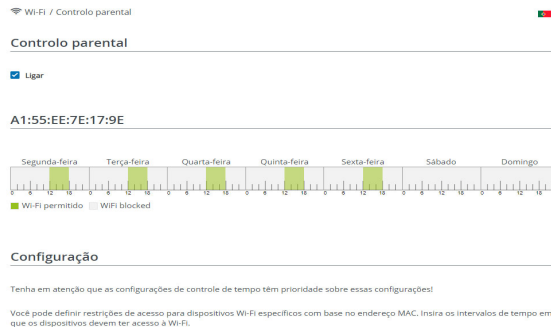 Wi-Fi / Controlo parental
Controlo parental
Ligar
A1:55:EE:7E:17:9E
Segunda-feira Terça-feira Quarta-feira Quinta-feira Sexta-feira Sábado Domingo
0 6 12 18 0 6 12 18 0 6 12 18 0 6 12 18 0 6 12 18 0 6 12 18 0 6 12 18
Wi-Fi permitido WiFi blocked
Configuração
Tenha em atenção que as configurações de controle de tempo têm prioridade sobre essas configurações!
Você pode definir restrições de acesso para dispositivos Wi-Fi específicos com base no endereço MAC. Insira os intervalos de tempo em
que os dispositivos devem ter acesso à Wi-Fi.